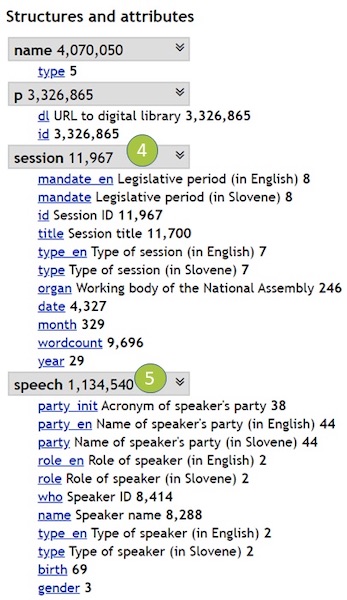 Structures and attributes
name 4,070,050
type 5
p 3,326,865
dl URL to digital library 3,326,865
id 3,326,865
session 11,967 4
mandate_en Legislative period (in English) 8
mandate Legislative period (in Slovene) 8
id Session ID 11,967
title Session title 11,700
type_en Type of session (in English) 7
type Type of session (in Slovene) 7
organ Working body of the National Assembly 246
date 4,327
month 329
wordcount 9,696
year 29
speech 1,134,540 5
party_init Acronym of speaker's party 38
party_en Name of speaker's party (in English) 44
party Name of speaker's party (in Slovene) 44
role_en Role of speaker (in English) 2
role Role of speaker (in Slovene) 2
who Speaker ID 8,414
name Speaker name 8,288
type_en Type of speaker (in English) 2
type Type of speaker (in Slovene) 2
birth 69
gender 3